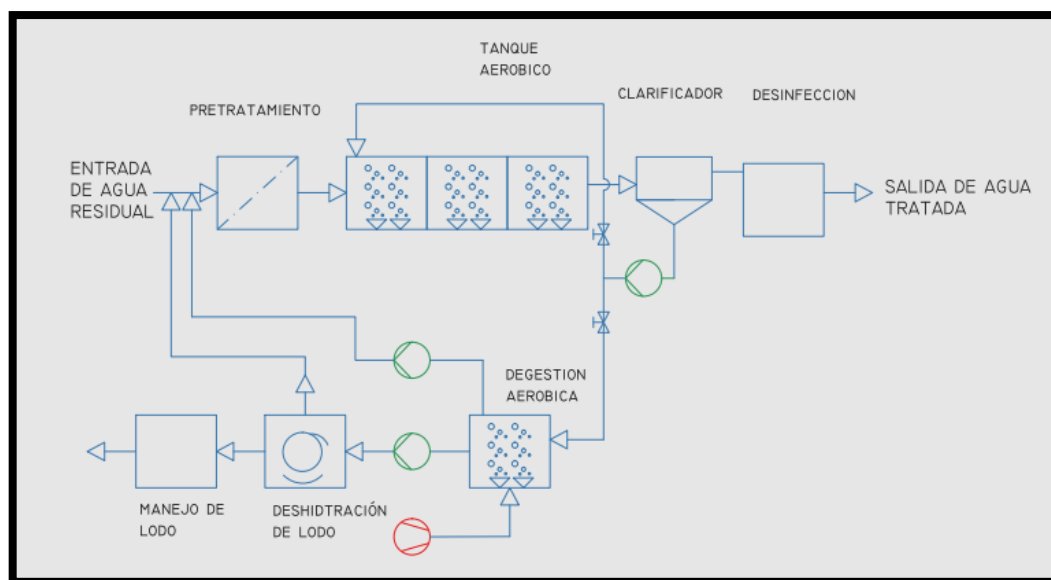 TANQUE
AEROBICO
CLARIFICADOR
DESINFECCION
PRETRATAMIENTO
ENTRADA
DE AGUA
RESIDUAL
SALIDA DE AGUA
TRATADA
DEGESTION
AEROBICA
MANEJO DE
LODO
DESHIDTRACIÓN
DE LODO